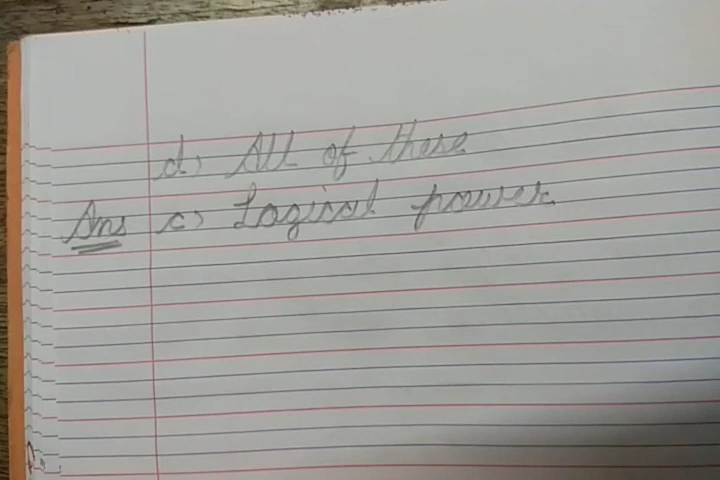 d, All of these
Ans c, Logical power.